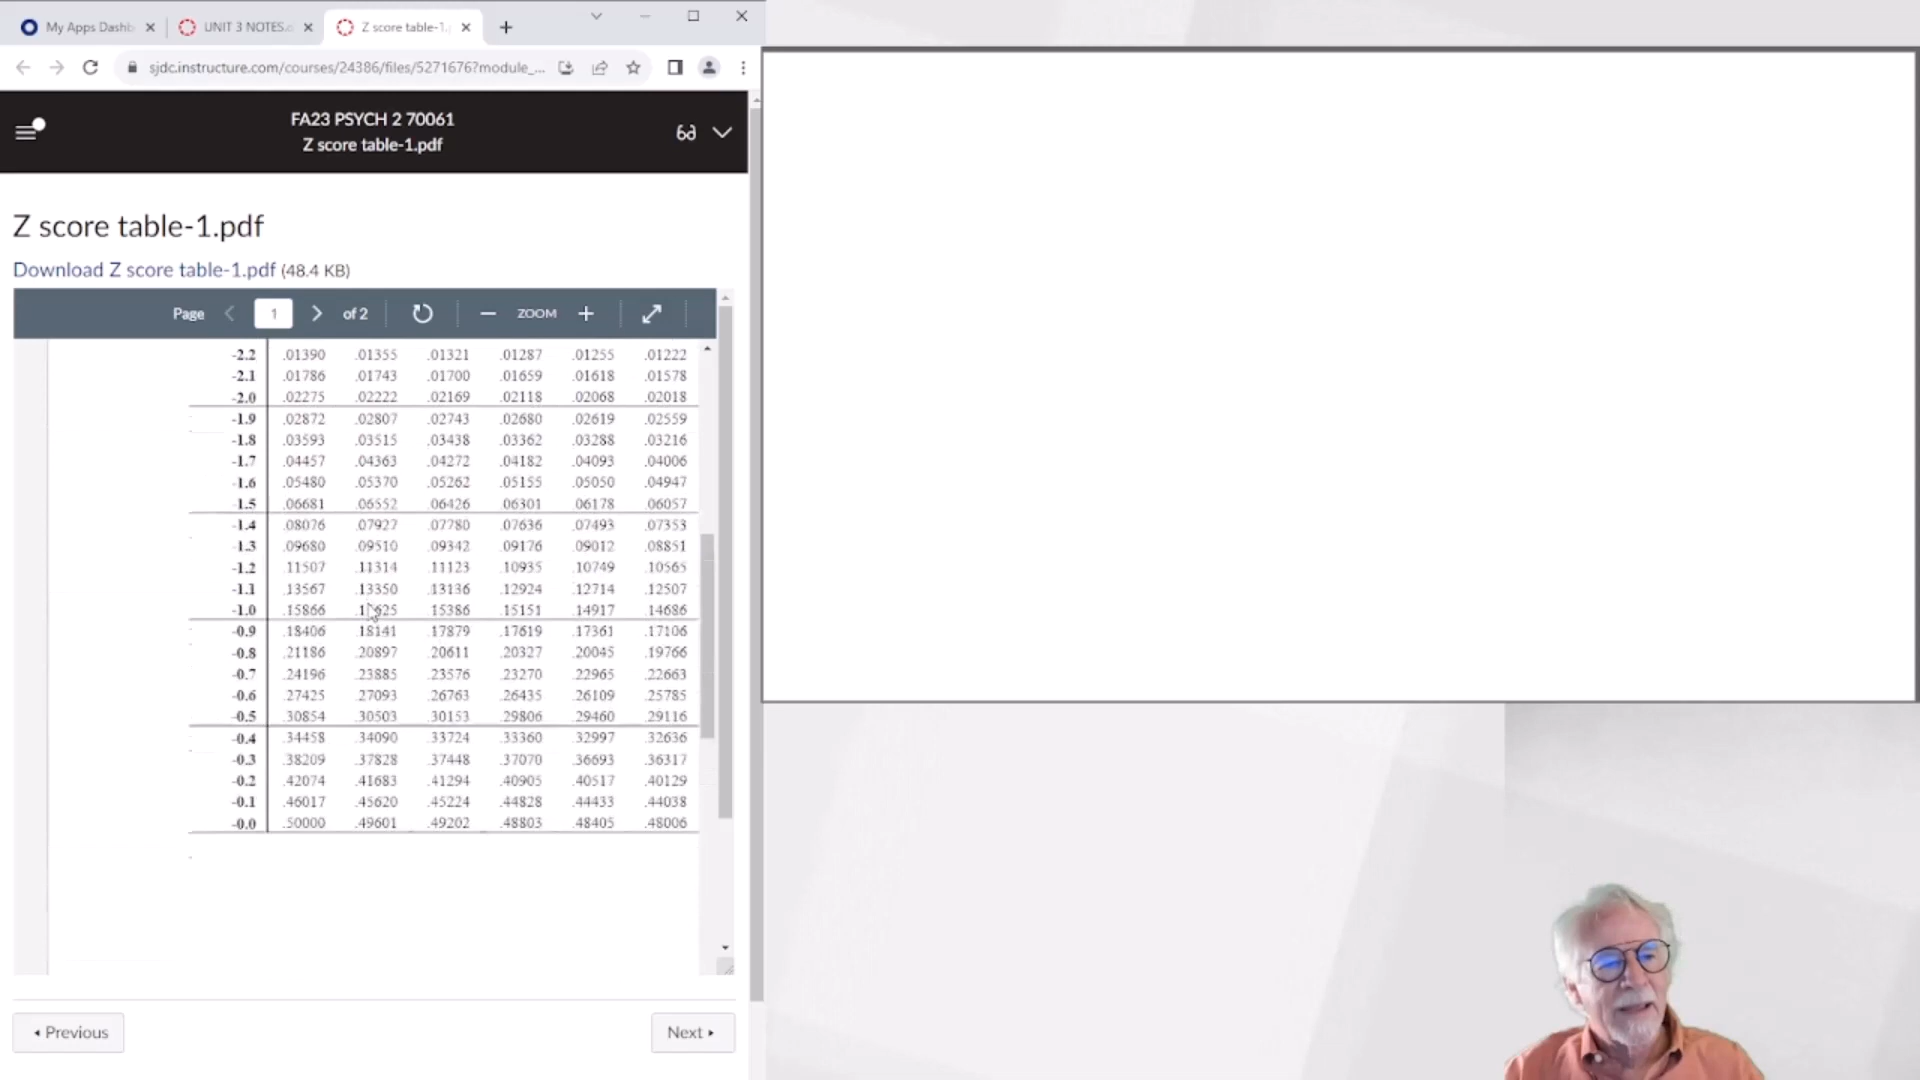 My Apps Dashb
UNIT 3 NOTES.d
Z score table-1.
sjdc.instructure.com/courses/24386/files/5271676?module_...
FA23 PSYCH 2 70061
Z score table-1.pdf
Z score table-1.pdf
Download Z score table-1.pdf (48.4 KB)
Page 1 of 2 ZOOM
-2.2 .01390 .01355 .01321 .01287 .01255 .01222
-2.1 .01786 .01743 .01700 .01659 .01618 .01578
-2.0 .02275 .02222 .02169 .02118 .02068 .02018
-1.9 .02872 .02807 .02743 .02680 .02619 .02559
-1.8 .03593 .03515 .03438 .03362 .03288 .03216
-1.7 .04457 .04363 .04272 .04182 .04093 .04006
-1.6 .05480 .05370 .05262 .05155 .05050 .04947
-1.5 .06681 .06552 .06426 .06301 .06178 .06057
-1.4 .08076 .07927 .07780 .07636 .07493 .07353
-1.3 .09680 .09510 .09342 .09176 .09012 .08851
-1.2 .11507 .11314 .11123 .10935 .10749 .10565
-1.1 .13567 .13350 .13136 .12924 .12714 .12507
-1.0 .15866 .15386 .15151 .14917 .14686
-0.9 .18406 .18141 .17879 .17619 .17361 .17106
-0.8 .21186 .20897 .20611 .20327 .20045 .19766
-0.7 .24196 .23885 .23576 .23270 .22965 .22663
-0.6 .27425 .27093 .26763 .26435 .26109 .25785
-0.5 .30854 .30503 .30153 .29806 .29460 .29116
-0.4 .34458 .34090 .33724 .33360 .32997 .32636
-0.3 .38209 .37828 .37448 .37070 .36693 .36317
-0.2 .42074 .41683 .41294 .40905 .40517 .40129
-0.1 .46017 .45620 .45224 .44828 .44433 .44038
-0.0 .50000 .49601 .49202 .48803 .48405 .48006
Previous
Next